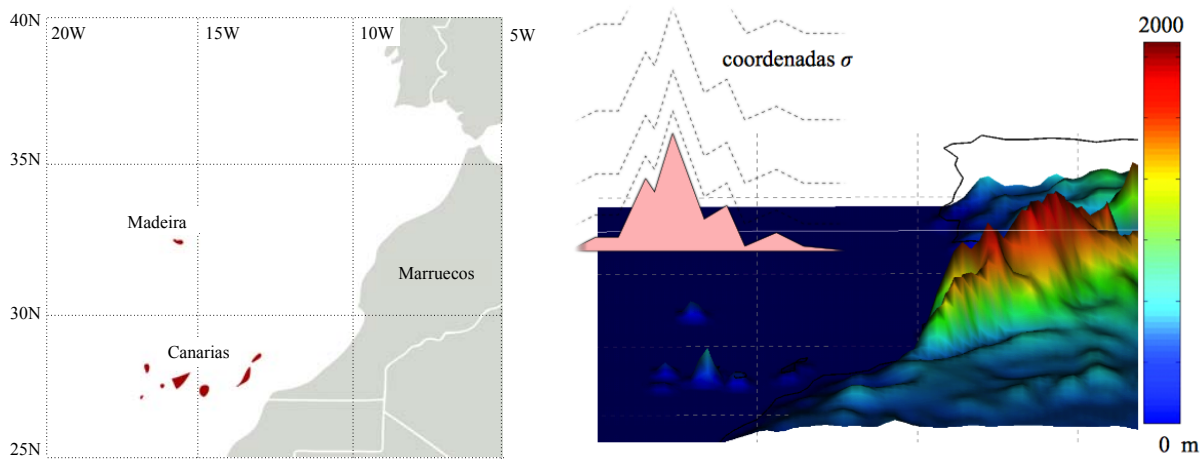 40N
20W
15W
10W
5W
35N
Madeira
Marruecos
30N
Canarias
25N
coordenadas σ
2000
0 m